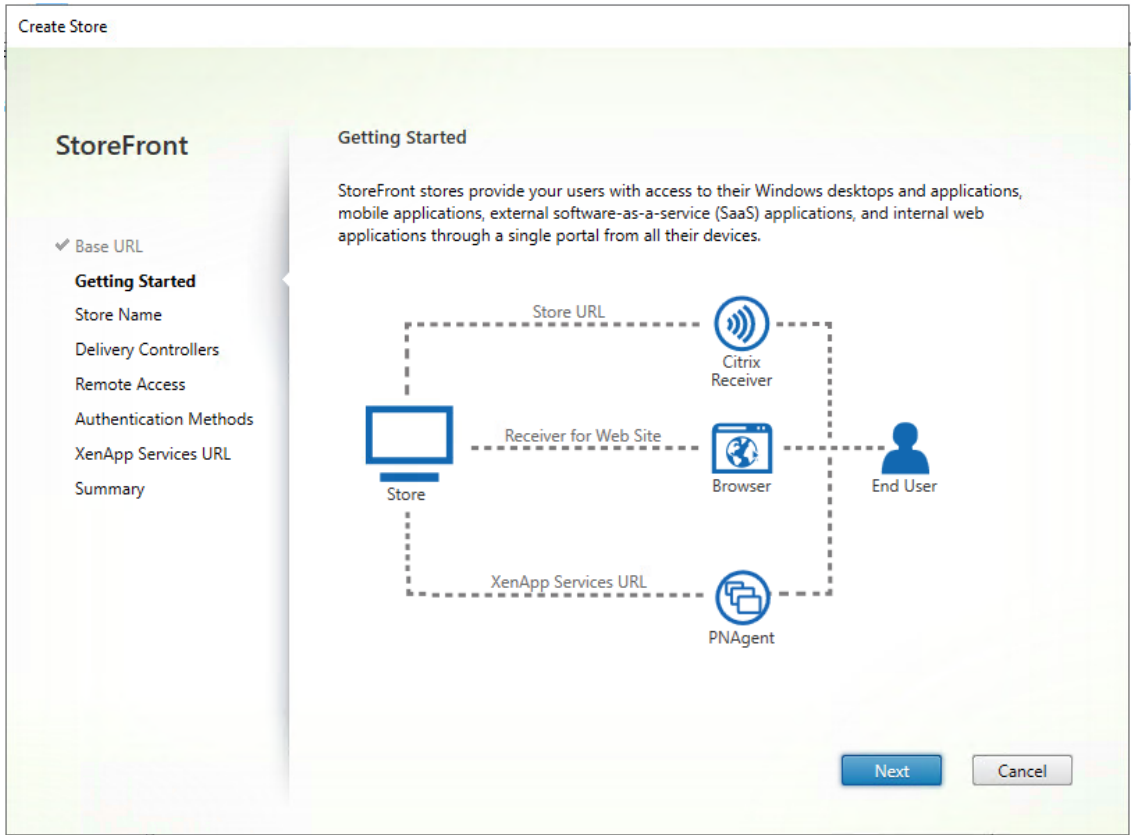 Create Store
StoreFront
Base URL
Getting Started
Store Name
Delivery Controllers
Remote Access
Authentication Methods
XenApp Services URL
Summary
Getting Started
StoreFront stores provide your users with access to their Windows desktops and applications,
mobile applications, external software-as-a-service (SaaS) applications, and internal web
applications through a single portal from all their devices.
Store URL
Citrix
Receiver
Receiver for Web Site
Store
Browser
End User
XenApp Services URL
PNAgent
Next
Cancel